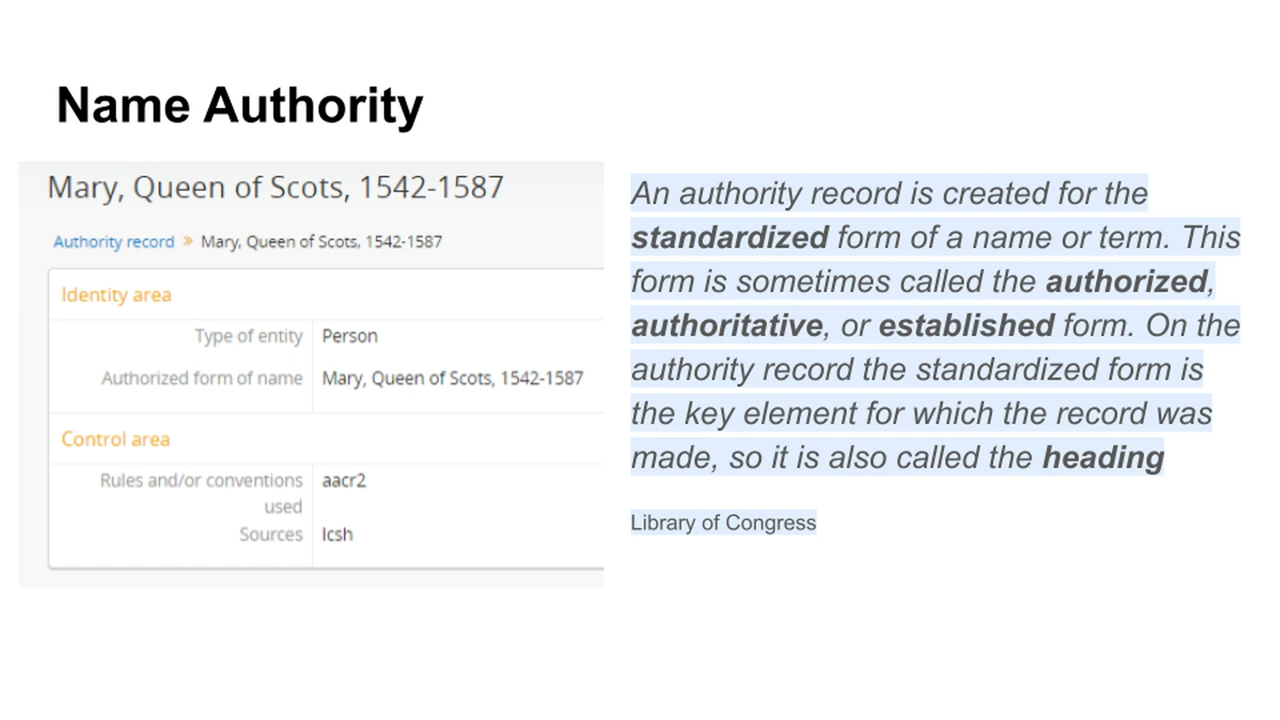 Name Authority
Mary, Queen of Scots, 1542-1587
Authority record » Mary, Queen of Scots, 1542-1587
Identity area
Type of entity Person
Authorized form of name Mary, Queen of Scots, 1542-1587
Control area
Rules and/or conventions aacr2
used
Sources lcsh
An authority record is created for the
standardized form of a name or term. This
form is sometimes called the authorized,
authoritative, or established form. On the
authority record the standardized form is
the key element for which the record was
made, so it is also called the heading
Library of Congress